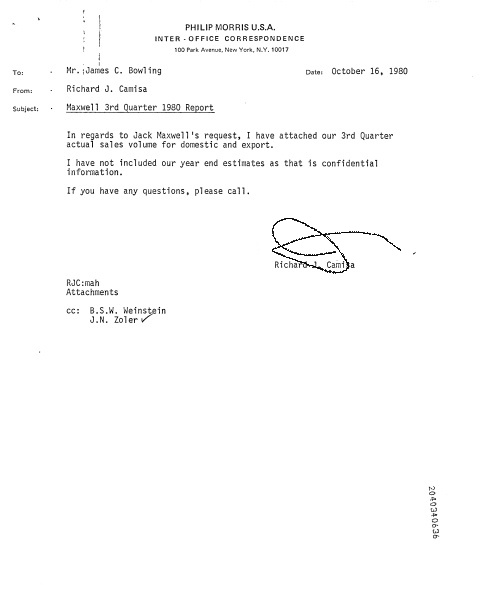 PHILIP MORRIS U.S.A.
INTER - OFFICE CORRESPONDENCE
100 Park Avenue, New York, N.Y. 10017
To: Mr. James C. Bowling Date: October 16, 1980
From: Richard J. Camisa
Subject: Maxwell 3rd Quarter 1980 Report
In regards to Jack Maxwell's request, I have attached our 3rd Quarter
actual sales volume for domestic and export.
I have not included our year end estimates as that is confidential
information.
If you have any questions, please call.
Richard J. Camisa
RJC:mah
Attachments
cc: B.S.W. Weinstein
J.N. Zoler
2040340636